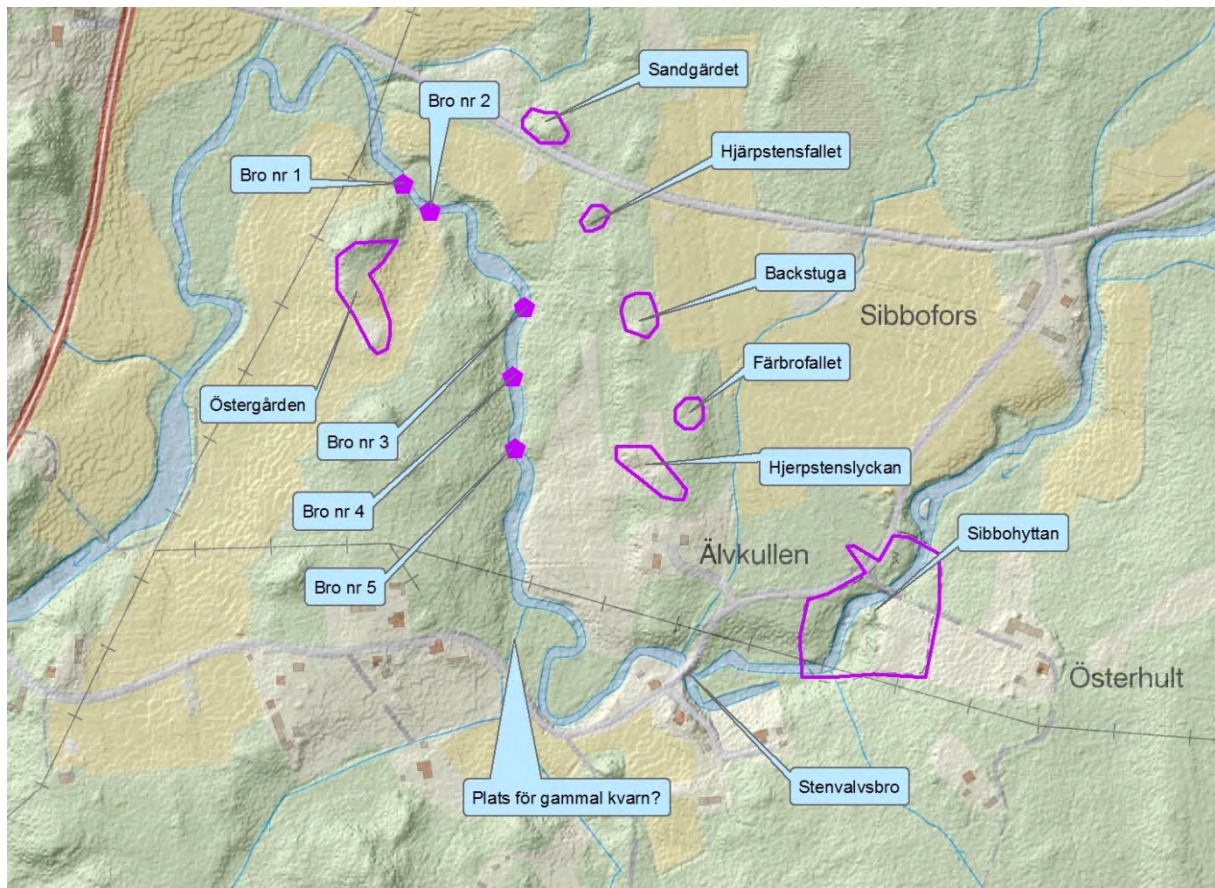 Sandgärdet
Bro nr 2
Hjärpstensfallet
Bro nr 1
Backstuga
Sibbofors
Färbrofallet
Östergården
Bro nr 3
Hjerpstenslyckan
Bro nr 4
Sibbohyttan
Älvkullen
Bro nr 5
Österhult
Stenvalvsbro
Plats för gammal kvarn?